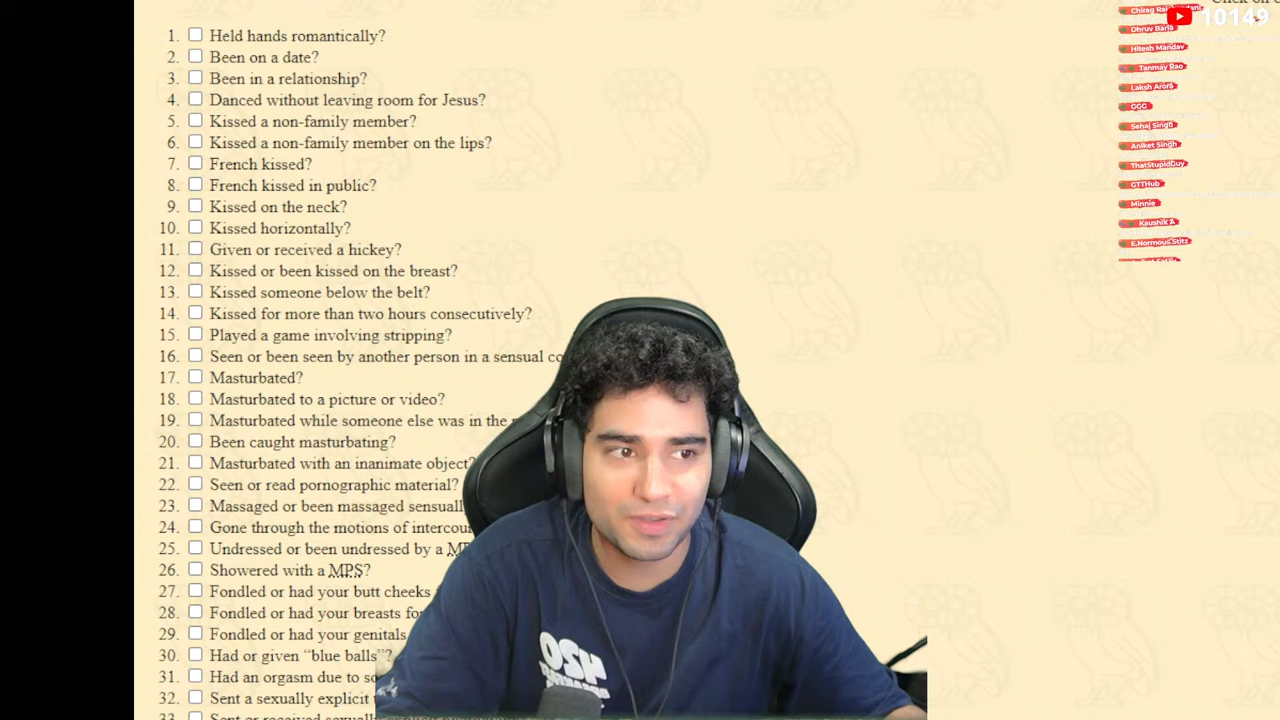 10149
Dhruv Barla
Hitesh Mandav
Tanmay Rao
Laksh Arora
GGG
Sehaj Singh
Aniket Singh
ThatStupidGuy
GTTHub
Minnie
Kaushik A
E.Normous Stitz
1. Held hands romantically?
2. Been on a date?
3. Been in a relationship?
4. Danced without leaving room for Jesus?
5. Kissed a non-family member?
6. Kissed a non-family member on the lips?
7. French kissed?
8. French kissed in public?
9. Kissed on the neck?
10. Kissed horizontally?
11. Given or received a hickey?
12. Kissed or been kissed on the breast?
13. Kissed someone below the belt?
14. Kissed for more than two hours consecutively?
15. Played a game involving stripping?
16. Seen or been seen by another person in a sensual
17. Masturbated?
18. Masturbated to a picture or video?
19. Masturbated while someone else was in the
20. Been caught masturbating?
21. Masturbated with an inanimate object?
22. Seen or read pornographic material?
23. Massaged or been massaged
24. Gone through the motions of
25. Undressed or been undressed by a
26. Showered with a MPS?
27. Fondled or had your butt cheeks
28. Fondled or had your breasts
29. Fondled or had your genitals
30. Had or given “blue balls”?
31. Had an orgasm due to
32. Sent a sexually explicit
33. Sent or received
H2O